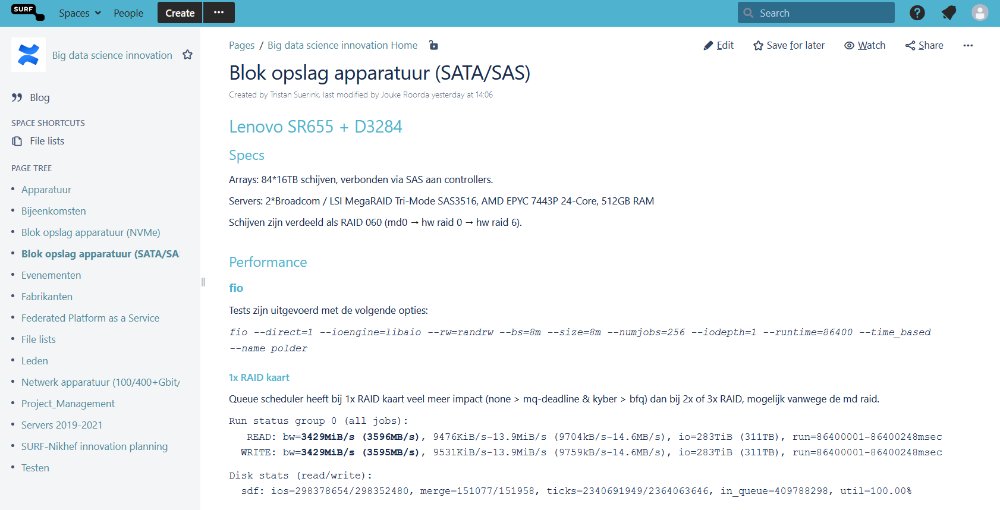 SURF
Spaces
People
Create
Search
Big data science innovation
Blog
SPACE SHORTCUTS
File lists
PAGE TREE
Apparatuur
Bijeenkomsten
Blok opslag apparatuur (NVMe)
Blok opslag apparatuur (SATA/SA
Evenementen
Fabrikanten
Federated Platform as a Service
File lists
Leden
Netwerk apparatuur (100/400+Gbit/
Project_Management
Servers 2019-2021
SURF-Nikhef innovation planning
Testen
Pages / Big data science innovation Home
Edit
Save for later
Watch
Share
Blok opslag apparatuur (SATA/SAS)
Created by Tristan Suerink, last modified by Jouke Roorda yesterday at 14:06
Lenovo SR655 + D3284
Specs
Arrays: 84*16TB schijven, verbonden via SAS aan controllers.
Servers: 2*Broadcom / LSI MegaRAID Tri-Mode SAS3516, AMD EPYC 7443P 24-Core, 512GB RAM
Schijven zijn verdeeld als RAID 060 (md0 → hw raid 0 → hw raid 6).
Performance
fio
Tests zijn uitgevoerd met de volgende opties:
fio --direct=1 --ioengine=libaio --rw=randrw --bs=8m --size=8m --numjobs=256 --iodepth=1 --runtime=86400 --time_based
--name polder
1x RAID kaart
Queue scheduler heeft bij 1x RAID kaart veel meer impact (none > mq-deadline & kyber > bfq) dan bij 2x of 3x RAID, mogelijk vanwege de md raid.
Run status group 0 (all jobs):
READ: bw=3429MiB/s (3596MB/s), 9476KiB/s-13.9MiB/s (9704kB/s-14.6MB/s), io=283TiB (311TB), run=86400001-86400248msec
WRITE: bw=3429MiB/s (3595MB/s), 9531KiB/s-13.9MiB/s (9759kB/s-14.6MB/s), io=283TiB (311TB), run=86400001-86400248msec
Disk stats (read/write):
sdf: ios=298378654/298352480, merge=151077/151958, ticks=2340691949/2364063646, in_queue=409788298, util=100.00%